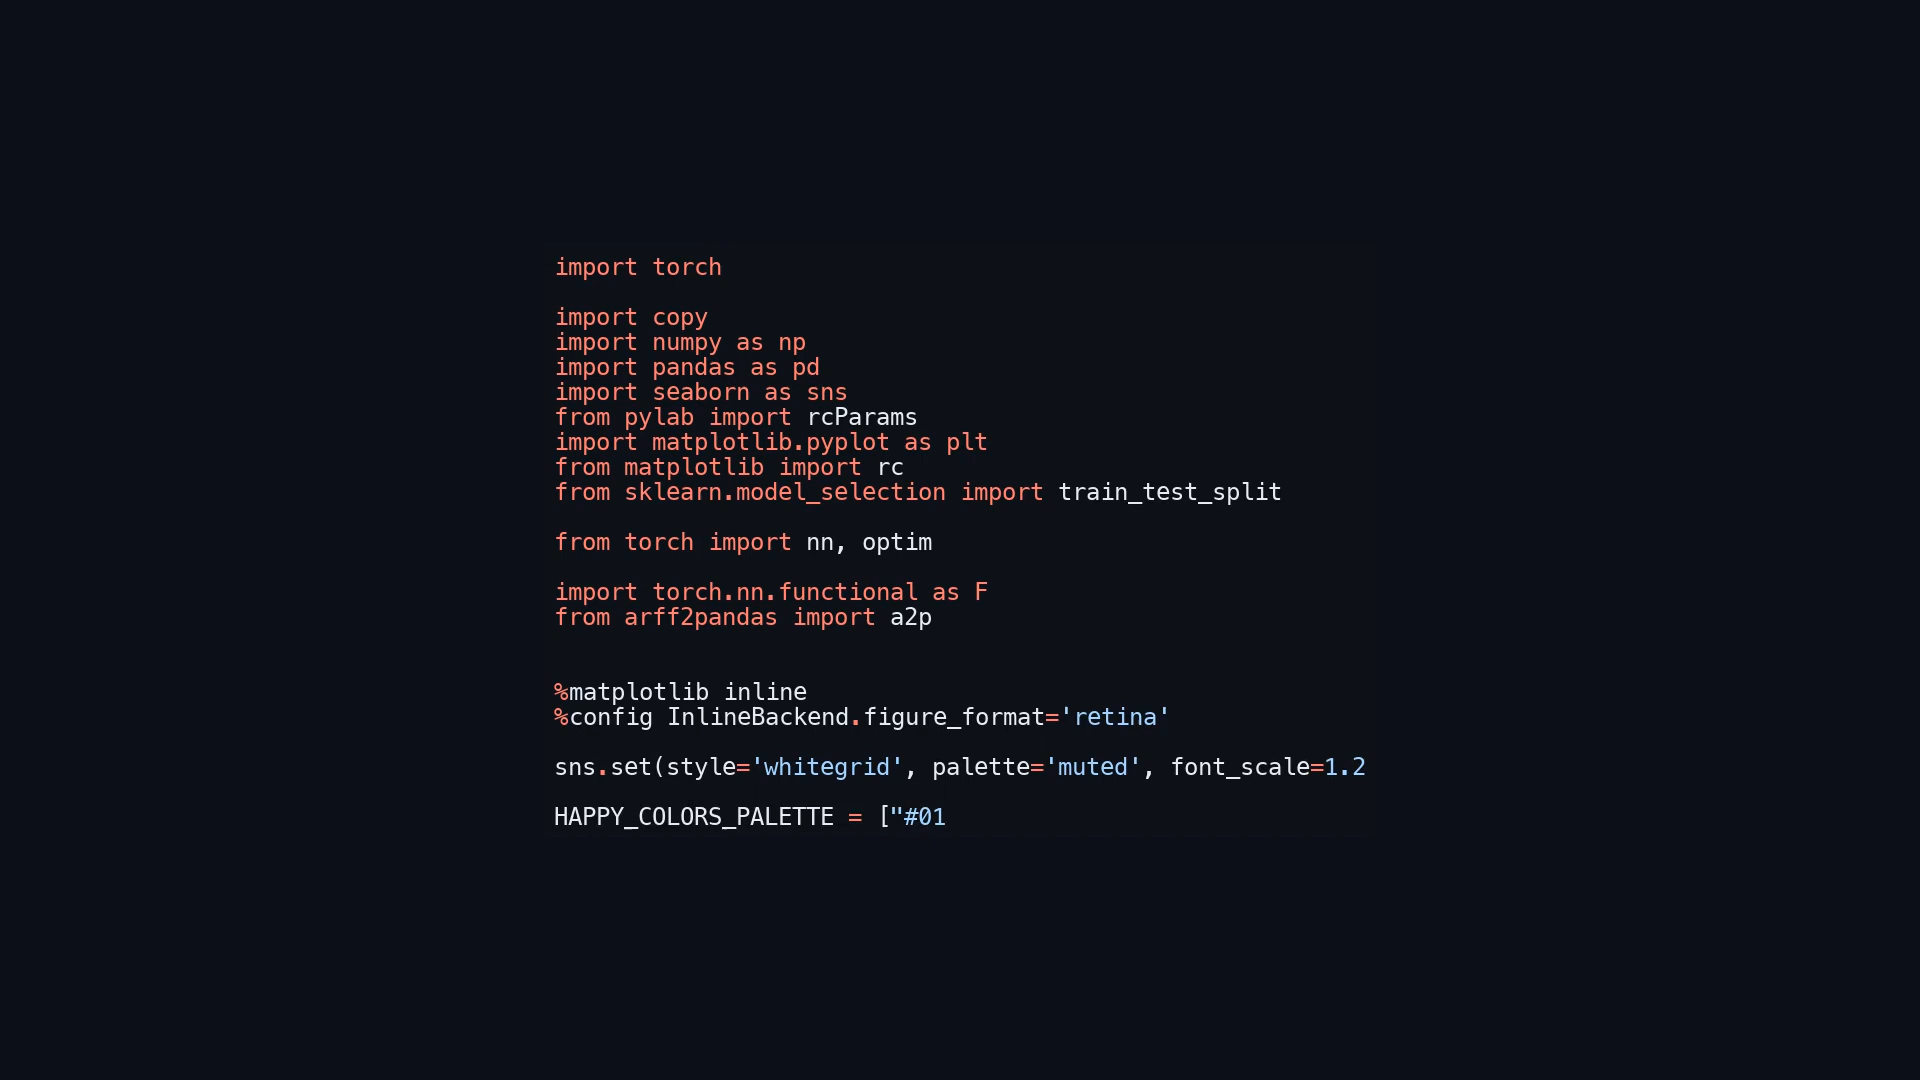 import torch
import copy
import numpy as np
import pandas as pd
import seaborn as sns
from pylab import rcParams
import matplotlib.pyplot as plt
from matplotlib import rc
from sklearn.model_selection import train_test_split
from torch import nn, optim
import torch.nn.functional as F
from arff2pandas import a2p
%matplotlib inline
%config InlineBackend.figure_format='retina'
sns.set(style='whitegrid', palette='muted', font_scale=1.2
HAPPY_COLORS_PALETTE = ["#01